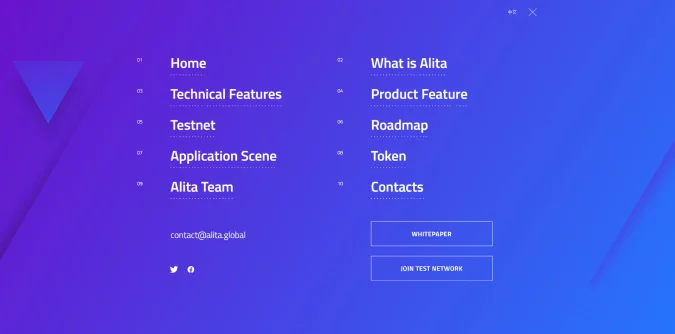 中文
01 Home
02 What is Alita
03 Technical Features
04 Product Feature
05 Testnet
06 Roadmap
07 Application Scene
08 Token
09 Alita Team
10 Contacts
contact@alita.global
WHITEPAPER
JOIN TEST NETWORK